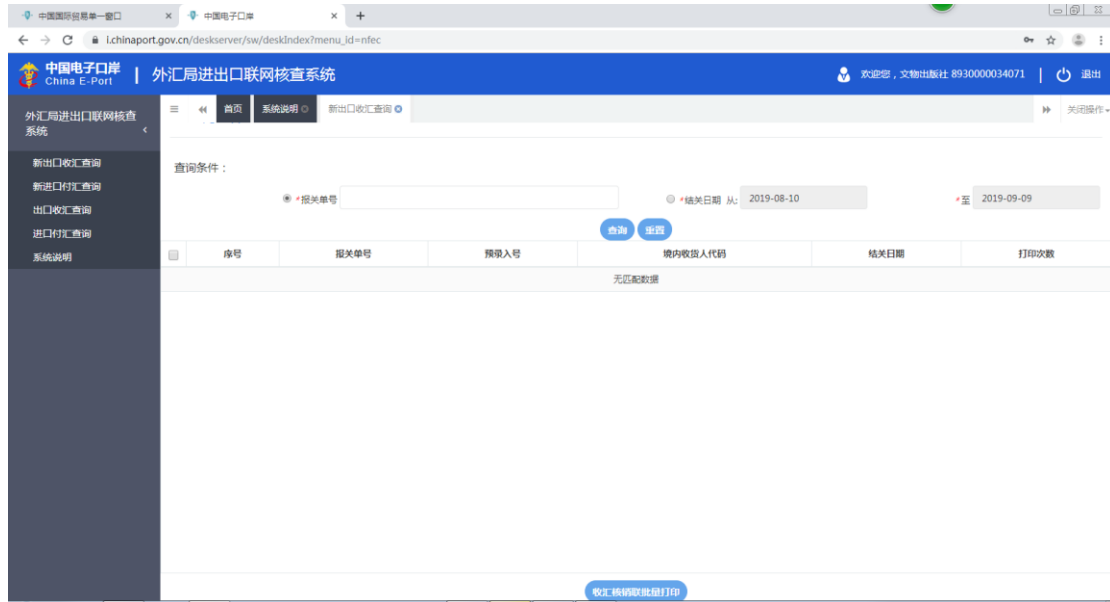 中国国际贸易单一窗口 × 中国电子口岸 × +
i.chinaport.gov.cn/deskserver/sw/deskIndex?menu_id=nfec
中国电子口岸
China E-Port
外汇局进出口联网核查系统
欢迎您，文物出版社 8930000034071
退出
外汇局进出口联网核查
系统
首页 系统说明 新出口收汇查询 关闭操作
新出口收汇查询
新进口付汇查询
出口收汇查询
进口付汇查询
系统说明
查询条件：
*报关单号 *结关日期 从: 2019-08-10 *至 2019-09-09
查询 重置
序号 报关单号 预录入号 境内收货人代码 结关日期 打印次数
无匹配数据
收汇核销联批量打印